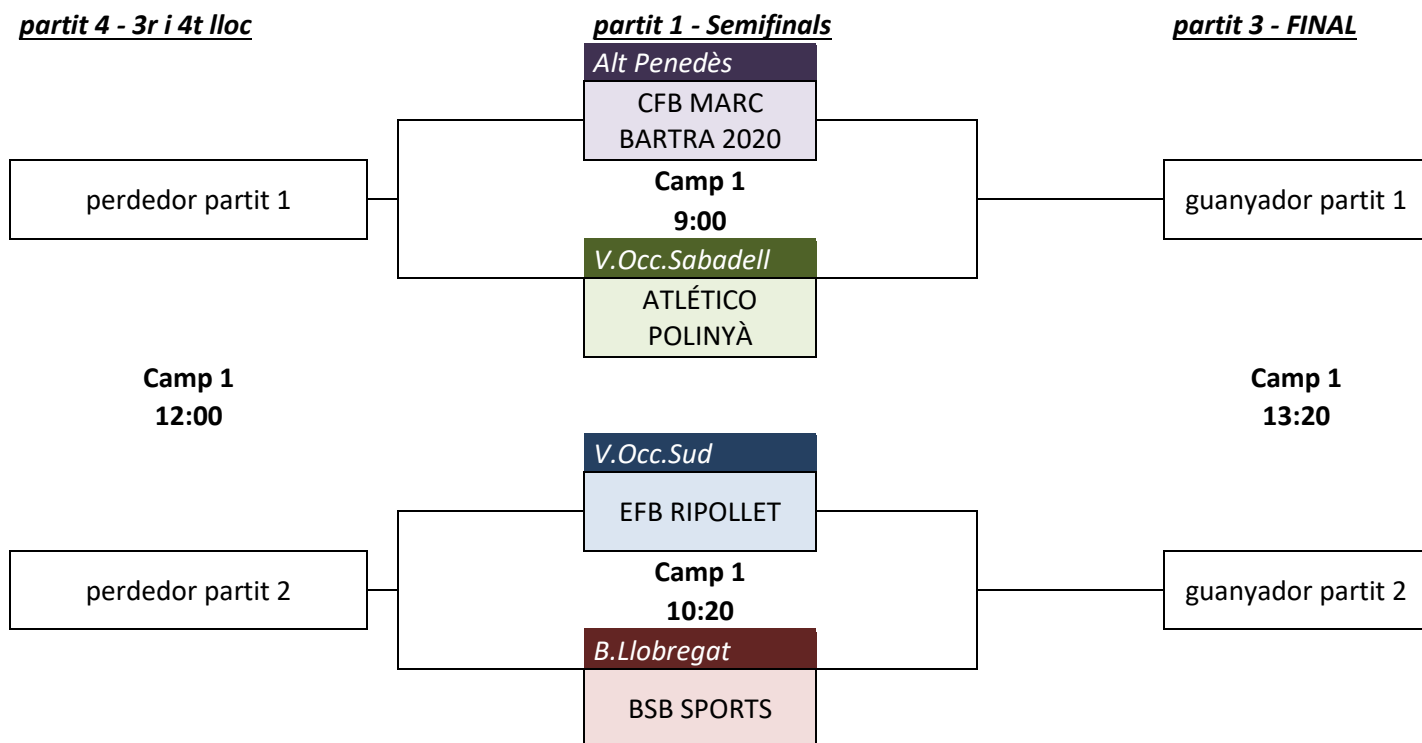 partit 4 - 3r i 4t lloc
partit 1 - Semifinals
partit 3 - FINAL
Alt Penedès
CFB MARC
BARTRA 2020
perdedor partit 1
Camp 1
9:00
guanyador partit 1
V.Occ.Sabadell
ATLÉTICO
POLINYÀ
Camp 1
12:00
Camp 1
13:20
V.Occ.Sud
EFB RIPOLLET
perdedor partit 2
Camp 1
10:20
guanyador partit 2
B.Llobregat
BSB SPORTS